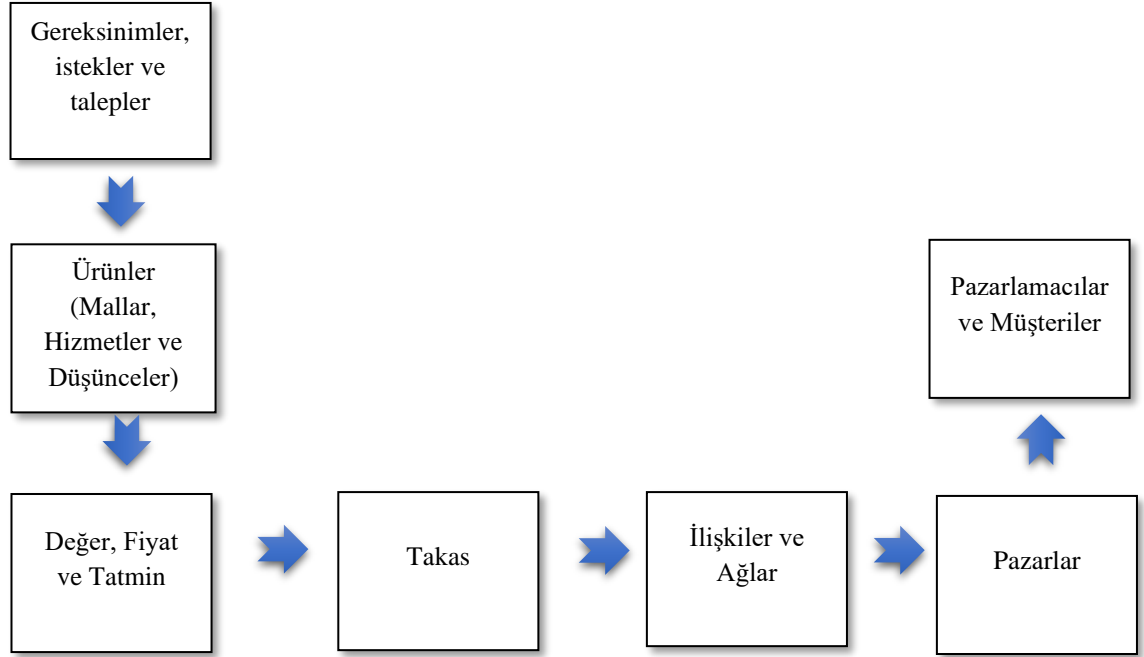 Gereksinimler,
istekler ve
talepler
Ürünler
(Mallar,
Hizmetler ve
Düşünceler)
Değer, Fiyat
ve Tatmin
Takas
İlişkiler ve
Ağlar
Pazarlar
Pazarlamacılar
ve Müşteriler